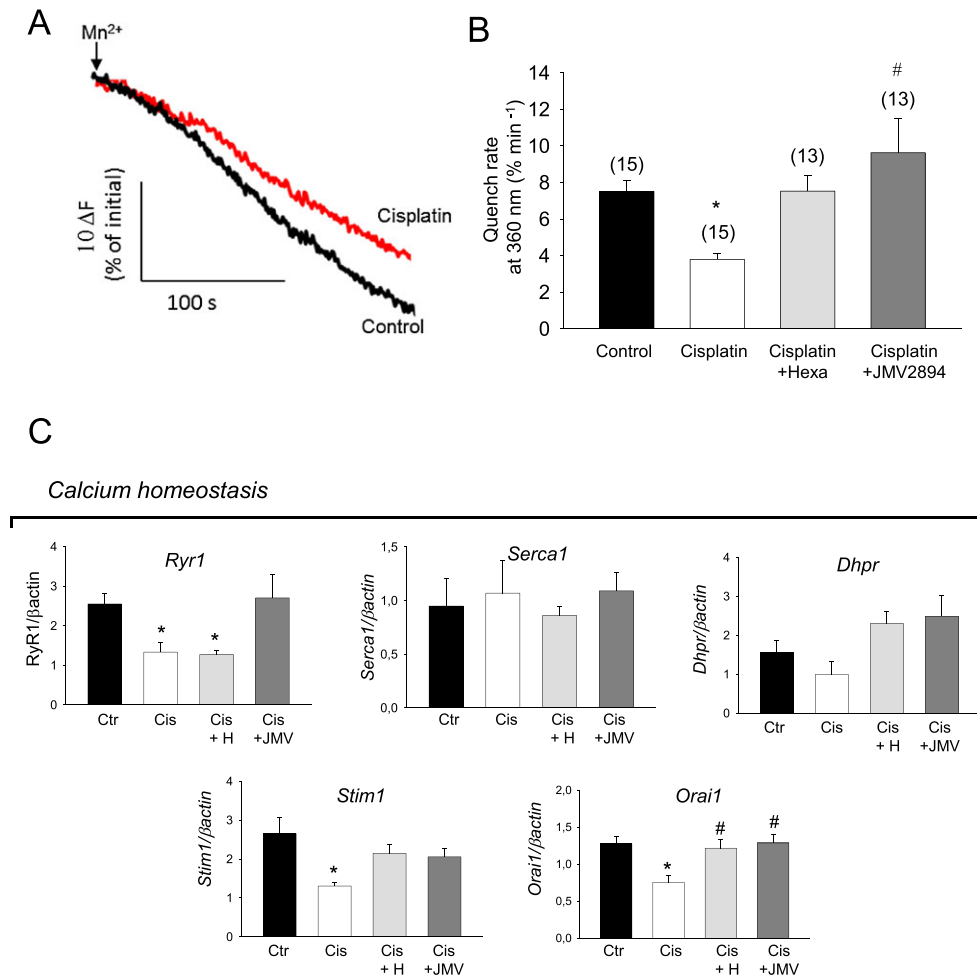 A
Mn²⁺
10 ΔF
(% of initial)
100 s
Cisplatin
Control
B
Quench rate
at 360 nm (% min ⁻¹)
14
12
10
8
6
4
2
0
(15)
*
(15)
(13)
#
(13)
Control
Cisplatin
Cisplatin
+Hexa
Cisplatin
+JMV2894
C
Calcium homeostasis
Ryr1
RyR1/βactin
4
3
2
1
0
*
*
Ctr
Cis
Cis
+ H
Cis
+JMV
Serca1
Serca1/βactin
1,5
1,0
0,5
0,0
Ctr
Cis
Cis
+ H
Cis
+JMV
Dhpr
Dhpr/βactin
4
3
2
1
0
Ctr
Cis
Cis
+ H
Cis
+JMV
Stim1
Stim1/βactin
4
3
2
1
0
*
Ctr
Cis
Cis
+ H
Cis
+JMV
Orai1
Orai1/βactin
2,0
1,5
1,0
0,5
0,0
*
#
#
Ctr
Cis
Cis
+ H
Cis
+JMV